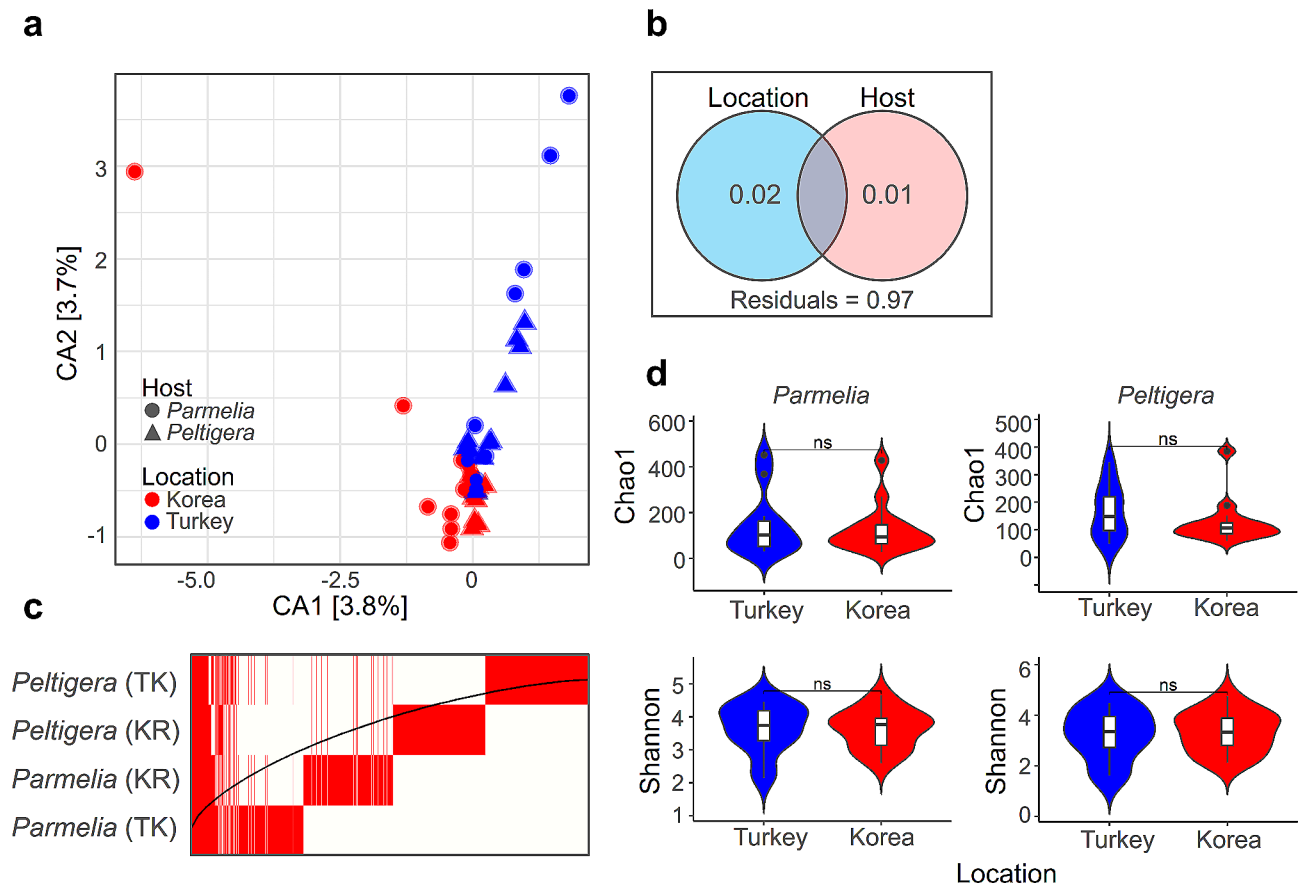 a
CA2 [3.7%]
3
2
1
0
-1
Host
Parmelia
Peltigera
Location
Korea
Turkey
-5.0
-2.5
0
CA1 [3.8%]
b
Location
Host
0.02
0.01
Residuals = 0.97
c
Peltigera (TK)
Peltigera (KR)
Parmelia (KR)
Parmelia (TK)
d
Parmelia
Chao1
600
400
200
0
ns
Turkey
Korea
Peltigera
Chao1
500
400
300
200
100
0
ns
Turkey
Korea
Shannon
5
4
3
2
1
ns
Turkey
Korea
Shannon
6
4
2
0
ns
Turkey
Korea
Location